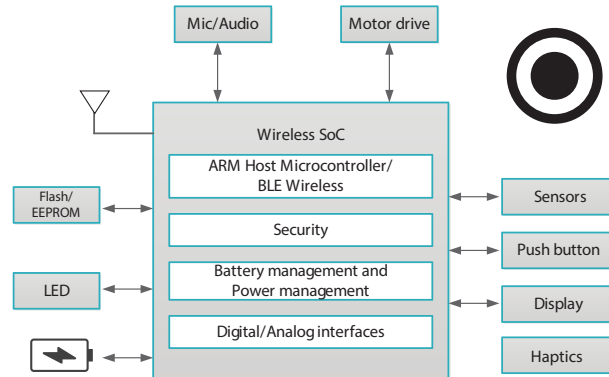 Mic/Audio
Motor drive
Wireless SoC
ARM Host Microcontroller/
BLE Wireless
Flash/
EEPROM
Sensors
Security
Push button
Battery management and
Power management
LED
Display
Digital/Analog interfaces
Haptics